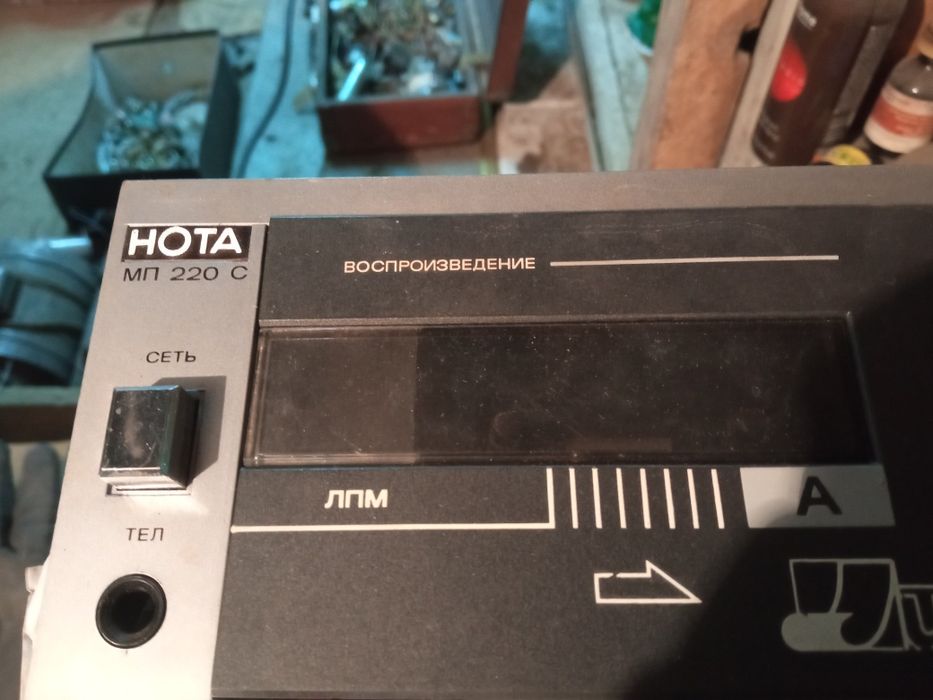 НОТА
МП 220 С
ВОСПРОИЗВЕДЕНИЕ
СЕТЬ
ЛПМ
А
ТЕЛ